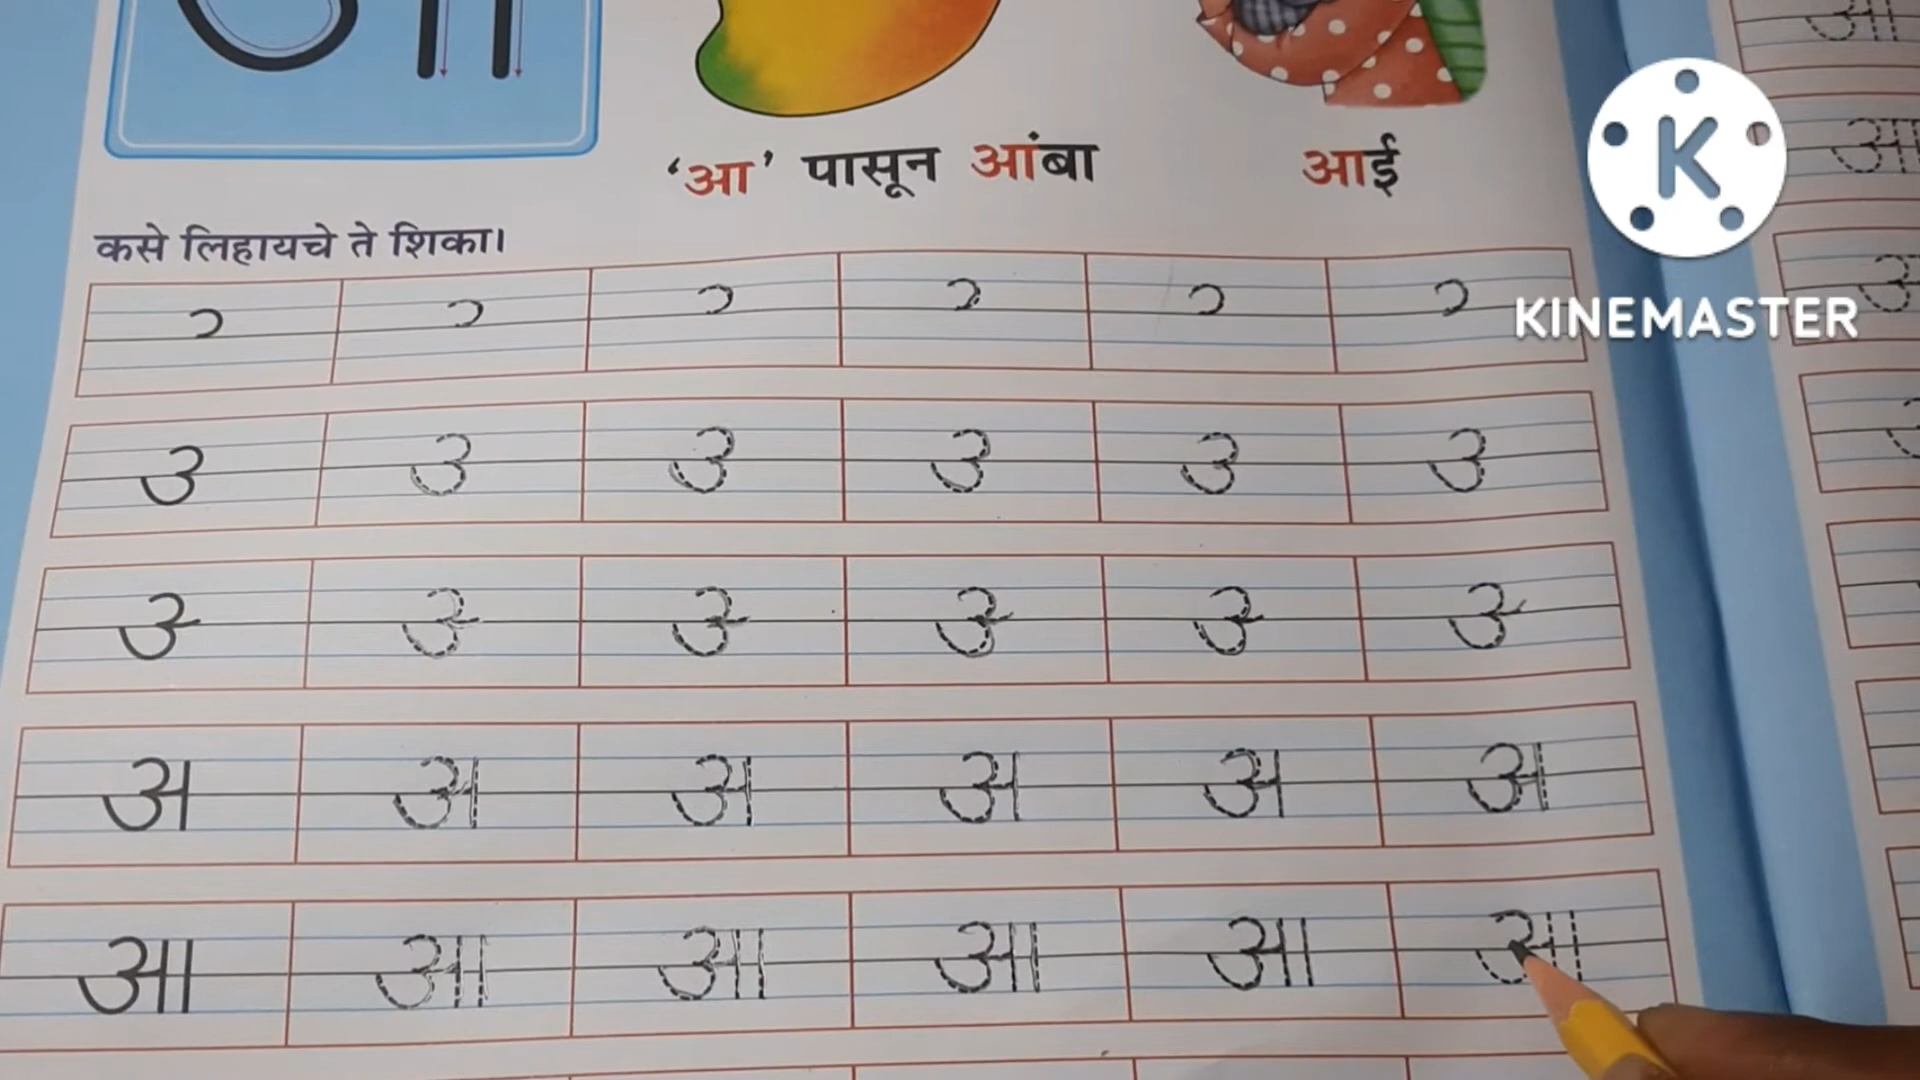 ‘आ’ पासून आंबा आई
कसे लिहायचे ते शिका।
KINEMASTER
उ उ उ उ उ उ
अ अ अ अ अ अ
आ आ आ आ आ आ